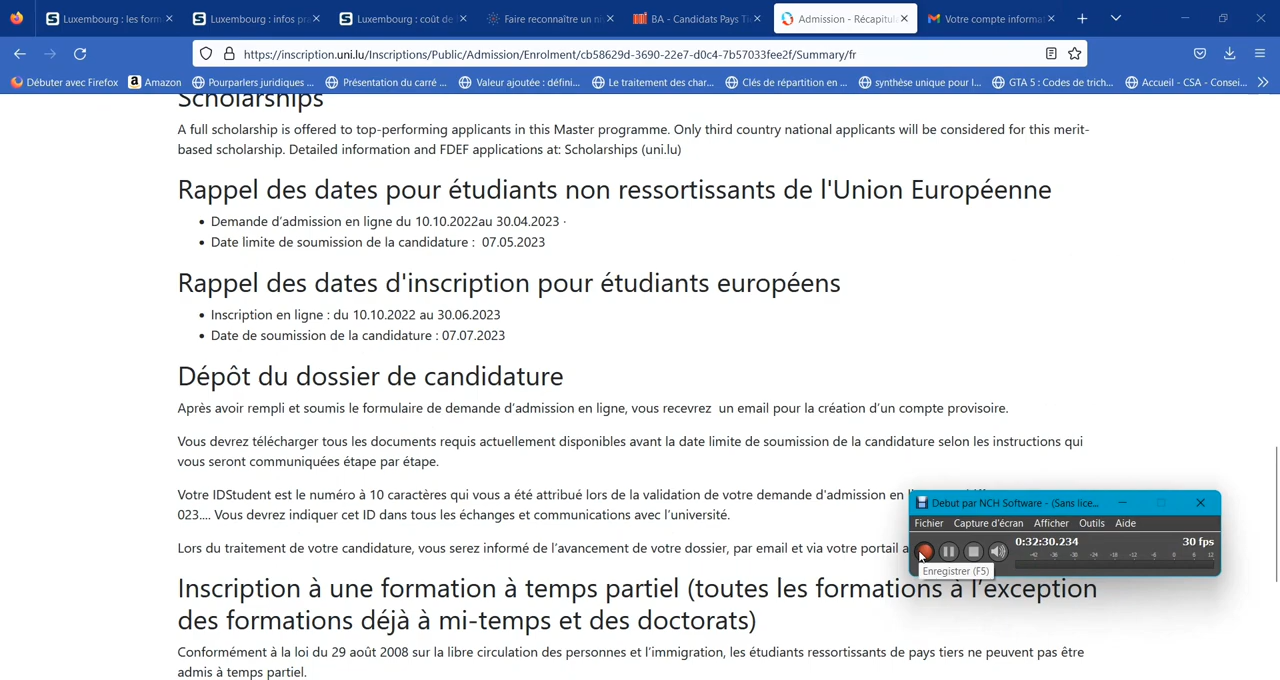 Luxembourg : les form
Luxembourg : infos pra
Luxembourg : coût de
Faire reconnaître un ni
BA - Candidats Pays Tie
Admission - Récapitula
Votre compte informa
https://inscription.uni.lu/Inscriptions/Public/Admission/Enrolment/cb58629d-3690-22e7-d0c4-7b57033fee2f/Summary/fr
Débuter avec Firefox
Amazon
Pourparlers juridiques ...
Présentation du carré ...
Valeur ajoutée : défini...
Le traitement des char...
Clés de répartition en ...
synthèse unique pour l...
GTA 5 : Codes de trich...
Accueil - CSA - Consei...
Scholarships
A full scholarship is offered to top-performing applicants in this Master programme. Only third country national applicants will be considered for this merit-
based scholarship. Detailed information and FDEF applications at: Scholarships (uni.lu)
Rappel des dates pour étudiants non ressortissants de l'Union Européenne
• Demande d'admission en ligne du 10.10.2022au 30.04.2023 ·
• Date limite de soumission de la candidature : 07.05.2023
Rappel des dates d'inscription pour étudiants européens
• Inscription en ligne : du 10.10.2022 au 30.06.2023
• Date de soumission de la candidature : 07.07.2023
Dépôt du dossier de candidature
Après avoir rempli et soumis le formulaire de demande d'admission en ligne, vous recevrez un email pour la création d'un compte provisoire.
Vous devrez télécharger tous les documents requis actuellement disponibles avant la date limite de soumission de la candidature selon les instructions qui
vous seront communiquées étape par étape.
Votre IDStudent est le numéro à 10 caractères qui vous a été attribué lors de la validation de votre demande d'admission en
023.... Vous devrez indiquer cet ID dans tous les échanges et communications avec l'université.
Lors du traitement de votre candidature, vous serez informé de l'avancement de votre dossier, par email et via votre portail
Inscription à une formation à temps partiel (toutes les formations à l'exception
des formations déjà à mi-temps et des doctorats)
Conformément à la loi du 29 août 2008 sur la libre circulation des personnes et l'immigration, les étudiants ressortissants de pays tiers ne peuvent pas être
admis à temps partiel.
Debut par NCH Software - (Sans lice...
Fichier Capture d'écran Afficher Outils Aide
0:32:30.234 30 fps
-42 -36 -30 -24 -18 -12 -6 0 6 12
Enregistrer (F5)